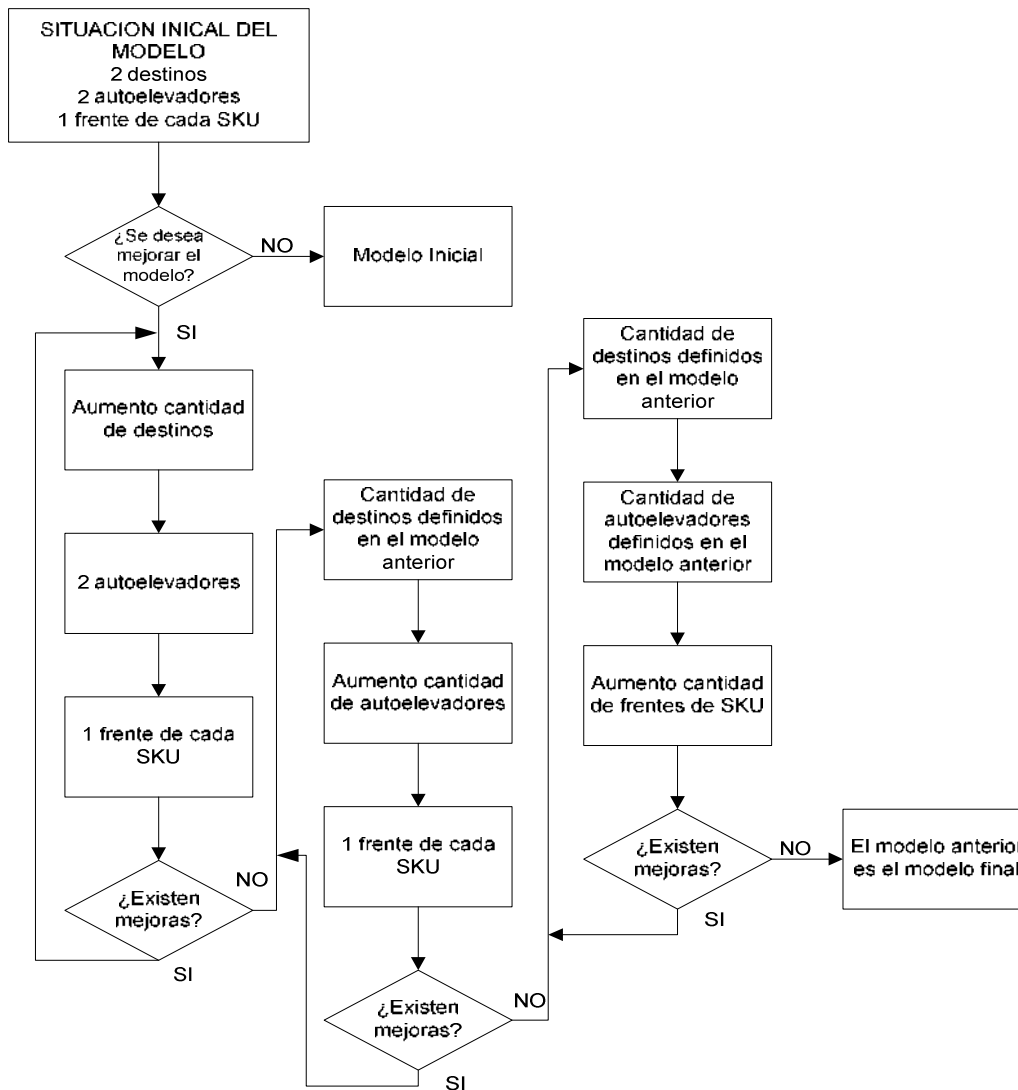 SITUACION INICAL DEL
MODELO
2 destinos
2 autoelevadores
1 frente de cada SKU
¿Se desea
mejorar el
modelo?
NO
Modelo Inicial
SI
Aumento cantidad
de destinos
2 autoelevadores
1 frente de cada
SKU
¿Existen
mejoras?
NO
SI
Cantidad de
destinos definidos
en el modelo
anterior
Aumento cantidad
de autoelevadores
1 frente de cada
SKU
¿Existen
mejoras?
NO
SI
Cantidad de
destinos definidos
en el modelo
anterior
Cantidad de
autoelevadores
definidos en el
modelo anterior
Aumento cantidad
de frentes de SKU
¿Existen
mejoras?
NO
SI
El modelo anterior
es el modelo final